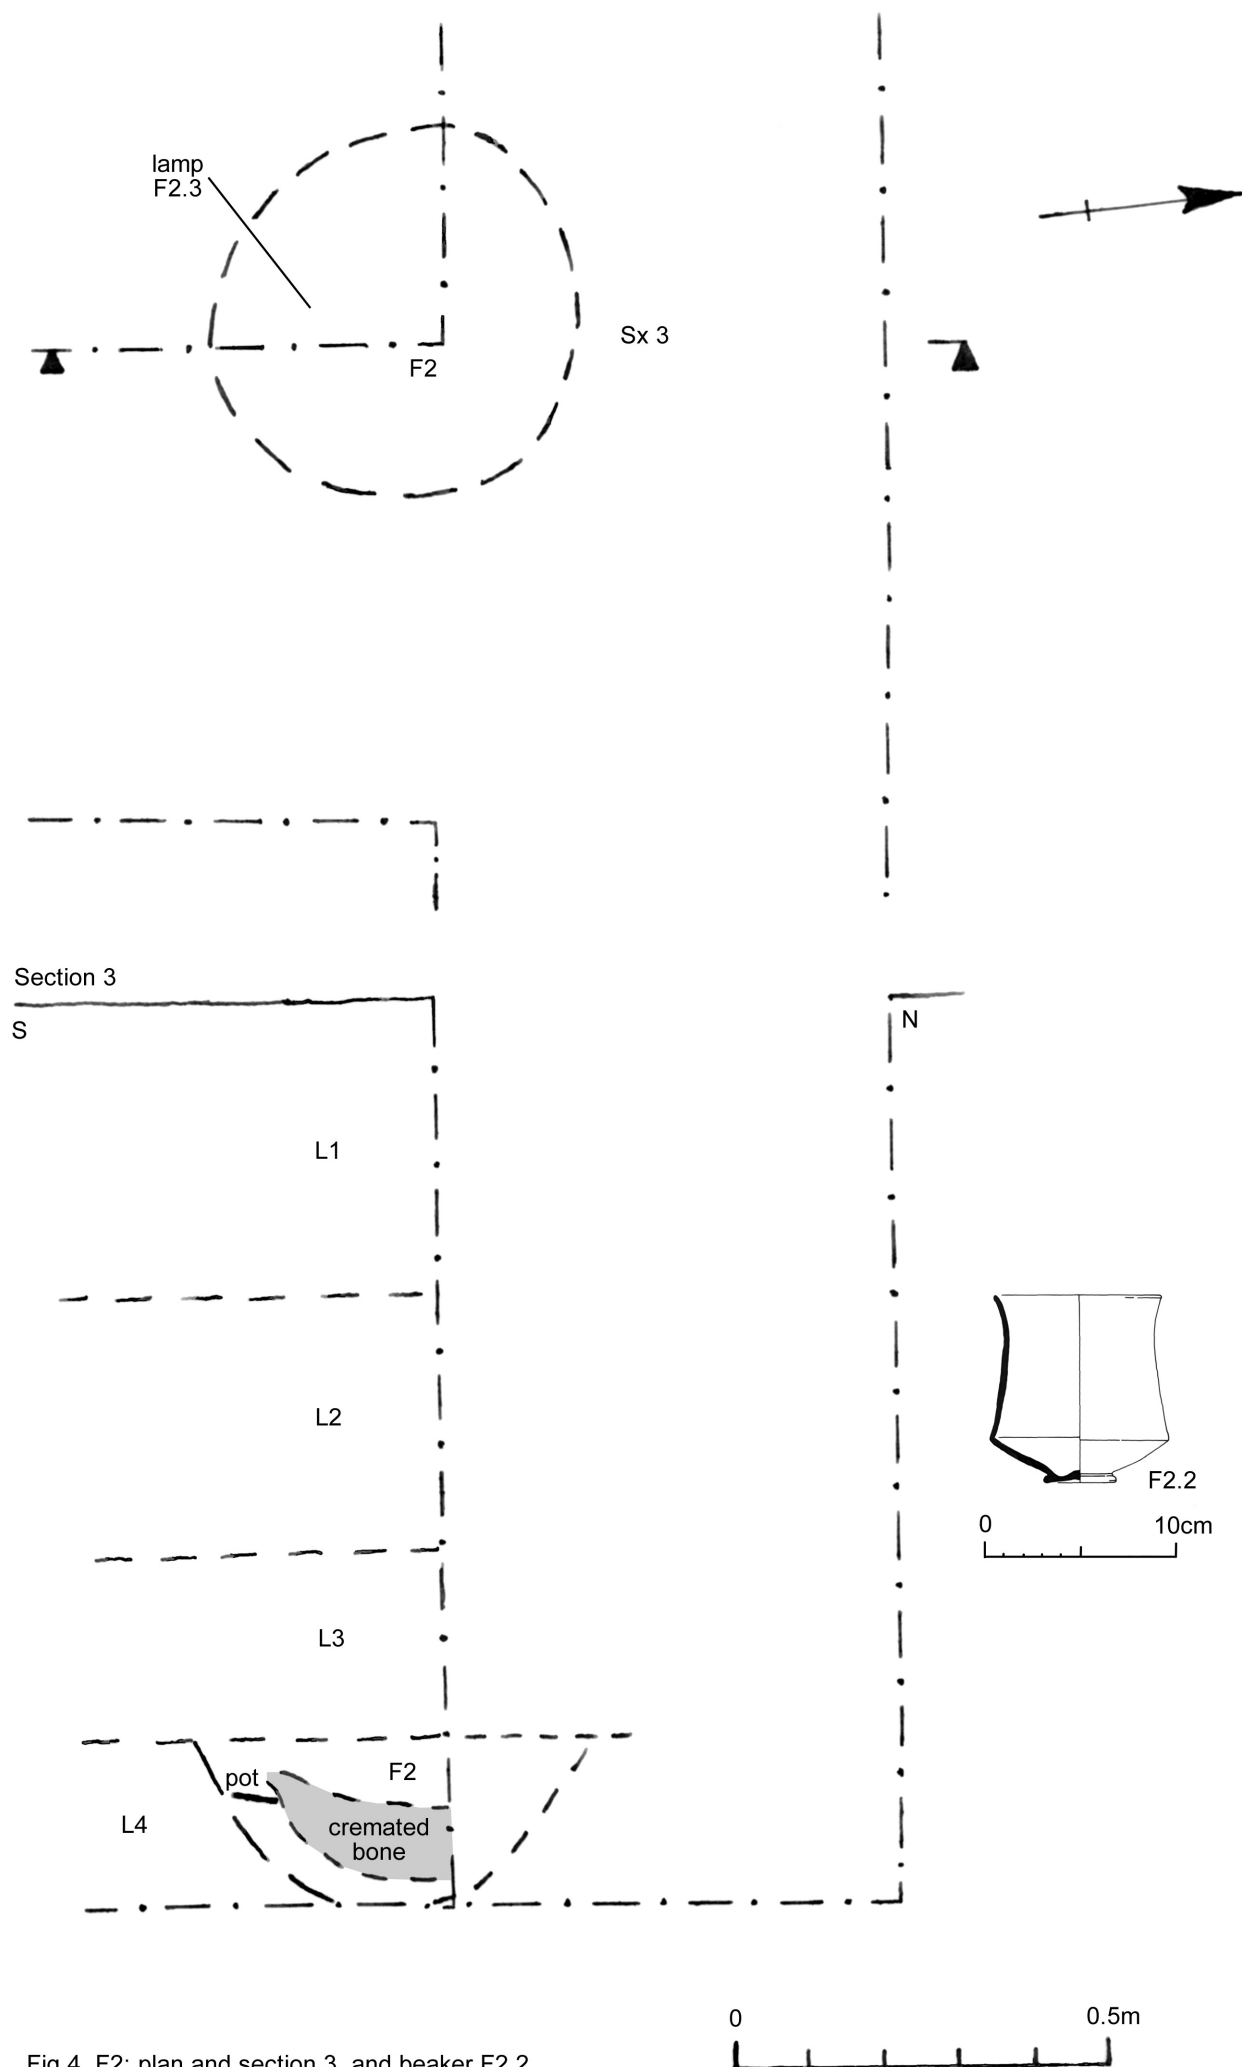 lamp
F2.3
Sx 3
F2
Section 3
S
N
L1
L2
F2.2
0
10cm
L3
F2
pot
L4
cremated
bone
0
0.5m
Fig 4 F2: plan and section 3, and beaker F2.2